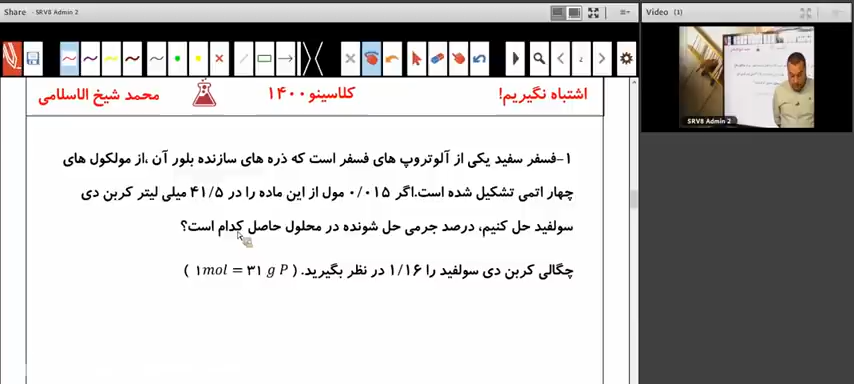 Share - SRV8 Admin 2
Video (1)
اشتباه نگیریم!
کلاسینو ۱۴۰۰
محمد شیخ الاسلامی
۱-فسفر سفید یکی از آلوتروپ های فسفر است که ذره های سازنده بلور آن ،از مولکول های
چهار اتمی تشکیل شده است.اگر ۰/۰۱۵ مول از این ماده را در ۴۱/۵ میلی لیتر کربن دی
سولفید حل کنیم، درصد جرمی حل شونده در محلول حاصل کدام است؟
چگالی کربن دی سولفید را ۱/۱۶ در نظر بگیرید. ( ۱mol = ۳۱ g P )
SRV8 Admin 2